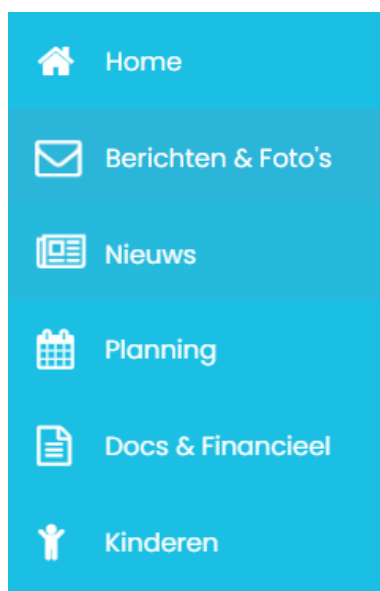 Home
Berichten & Foto's
Nieuws
Planning
Docs & Financieel
Kinderen